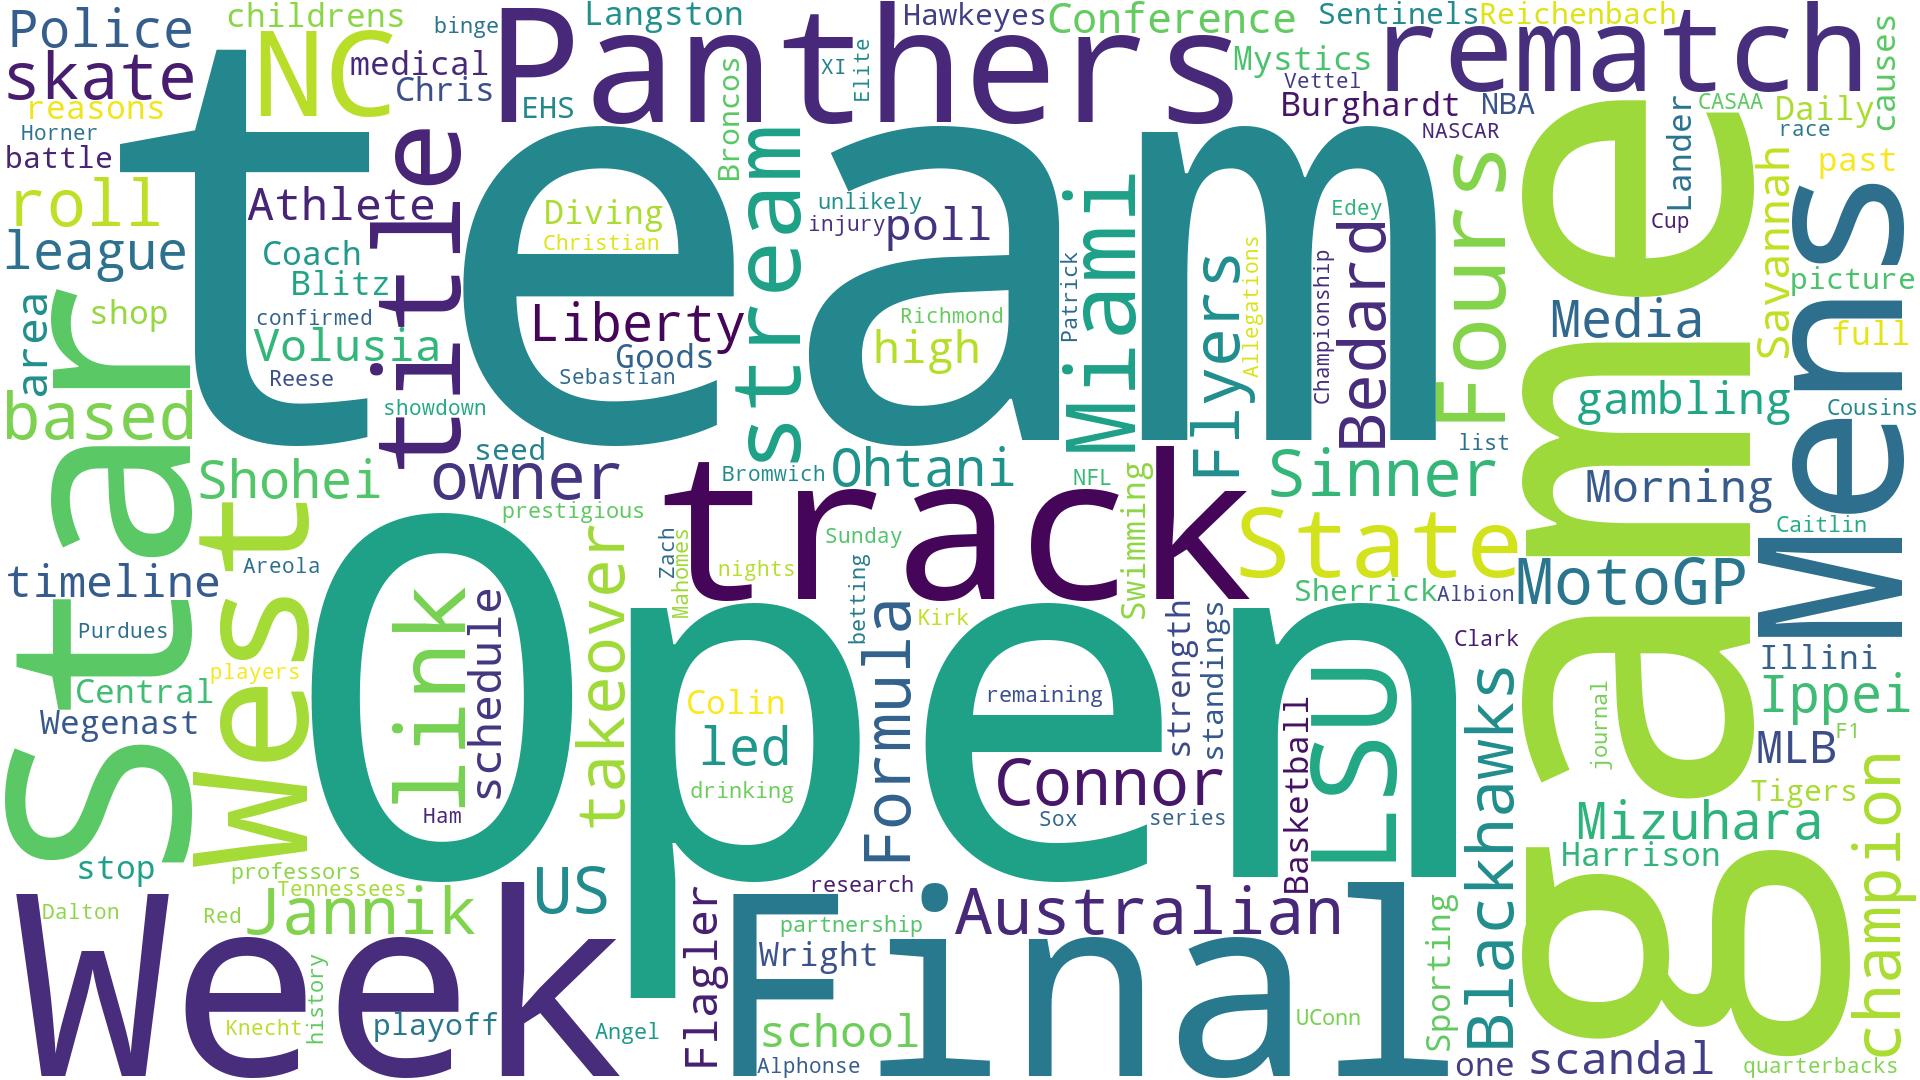 Police
childrens
binge
Langston
Hawkeyes
Conference
Sentinels
Reichenbach
skate
NC
medical
Chris
Panthers
XI
Elite
Mystics
Vettel
rematch
causes
reasons
EHS
Broncos
Burghardt
NBA
CASAA
Daily
Horner
NASCAR
Lander
race
battle
team
title
stream
past
roll
Athlete
Diving
Christian
unlikely
injury
poll
Miami
Edey
Cup
Savannah
Mens
league
Coach
Blitz
Flyers
Allegations
Championship
Bedard
Fours
game
picture
area
shop
confirmed
Volusia
Reese
Liberty
Goods
Sebastian
Richmond
high
Patrick
Media
full
based
Star
showdown
gambling
Cousins
seed
list
Shohei
owner
Bromwich
Ohtani
NFL
Swimming
Sinner
Morning
prestigious
West
takeover
Zach
Mahomes
nights
track
Sunday
State
Caitlin
timeline
Areola
Open
link
schedule
betting
Formula
Kirk
Sherrick
Albion
MotoGP
Purdues
players
strength
standings
Clark
Illini
Central
Wegenast
Colin
led
remaining
Basketball
LSU
Blackhawks
journal
Ippei
MLB
F1
drinking
Connor
Ham
Sox
series
Tigers
Mizuhara
Harrison
champion
stop
professors
Tennessees
US
research
Dalton
Red
Jannik
Flagler
partnership
Australian
Sporting
Week
history
Wright
Final
Knecht
playoff
Angel
school
UConn
Alphonse
one
scandal
quarterbacks